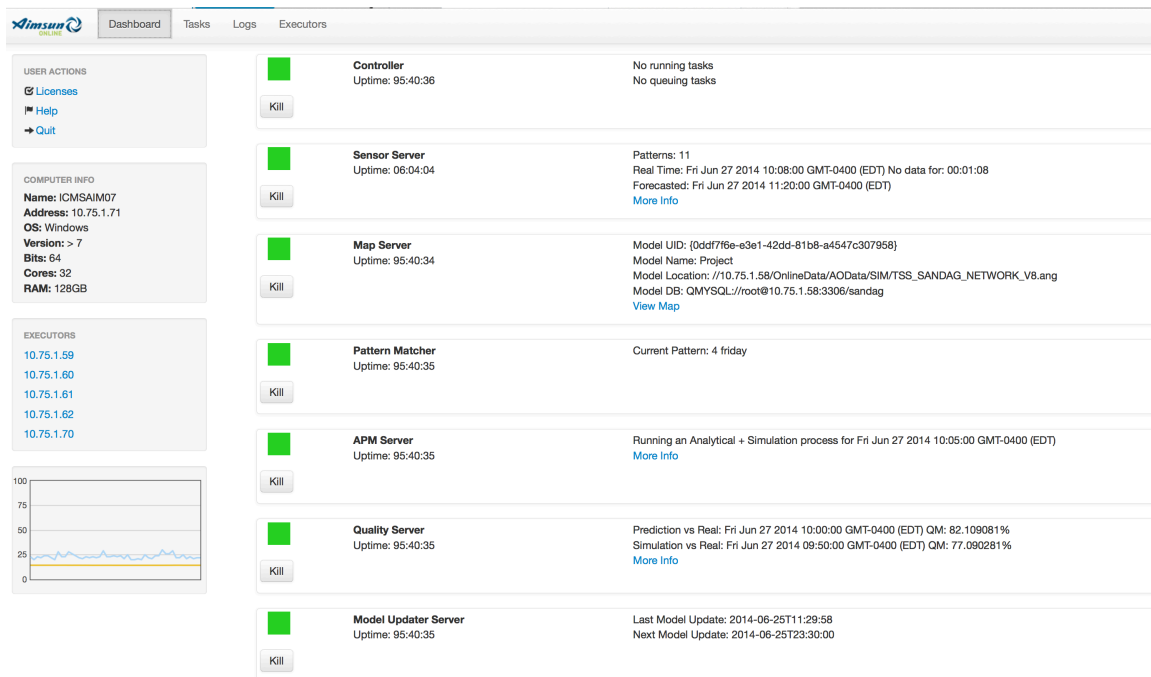 Aimsun
ONLINE
Dashboard
Tasks
Logs
Executors
USER ACTIONS
Licenses
Help
Quit
COMPUTER INFO
Name: ICMSAIM07
Address: 10.75.1.71
OS: Windows
Version: > 7
Bits: 64
Cores: 32
RAM: 128GB
EXECUTORS
10.75.1.59
10.75.1.60
10.75.1.61
10.75.1.62
10.75.1.70
100
75
50
25
0
Controller
Uptime: 95:40:36
No running tasks
No queuing tasks
Kill
Sensor Server
Uptime: 06:04:04
Patterns: 11
Real Time: Fri Jun 27 2014 10:08:00 GMT-0400 (EDT) No data for: 00:01:08
Forecasted: Fri Jun 27 2014 11:20:00 GMT-0400 (EDT)
More Info
Kill
Map Server
Uptime: 95:40:34
Model UID: {0ddf7f6e-e3e1-42dd-81b8-a4547c307958}
Model Name: Project
Model Location: //10.75.1.58/OnlineData/AOData/SIM/TSS_SANDAG_NETWORK_V8.ang
Model DB: QMYSQL://root@10.75.1.58:3306/sandag
View Map
Kill
Pattern Matcher
Uptime: 95:40:35
Current Pattern: 4 friday
Kill
APM Server
Uptime: 95:40:35
Running an Analytical + Simulation process for Fri Jun 27 2014 10:05:00 GMT-0400 (EDT)
More Info
Kill
Quality Server
Uptime: 95:40:35
Prediction vs Real: Fri Jun 27 2014 10:00:00 GMT-0400 (EDT) QM: 82.109081%
Simulation vs Real: Fri Jun 27 2014 09:50:00 GMT-0400 (EDT) QM: 77.090281%
More Info
Kill
Model Updater Server
Uptime: 95:40:35
Last Model Update: 2014-06-25T11:29:58
Next Model Update: 2014-06-25T23:30:00
Kill